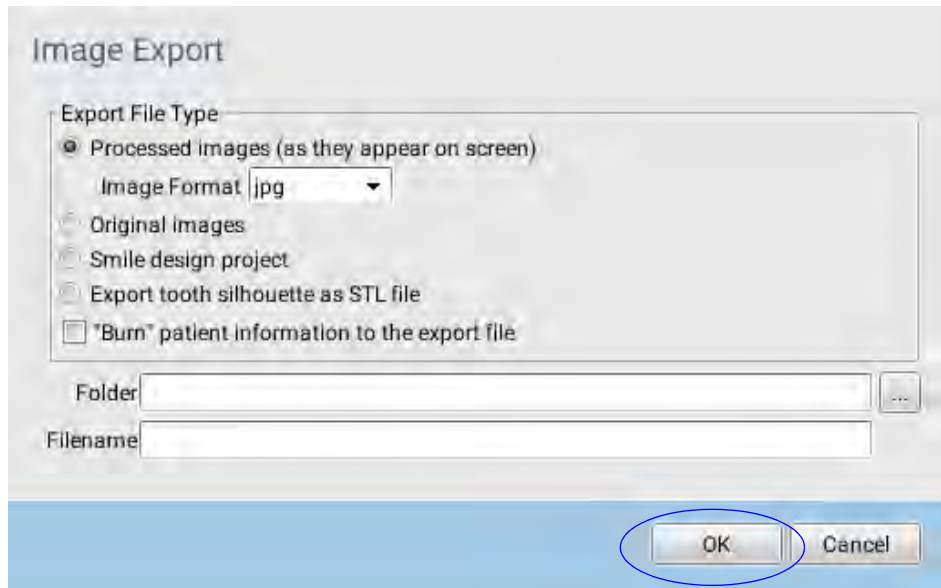 Image Export
Export File Type
Processed images (as they appear on screen)
Image Format jpg
Original images
Smile design project
Export tooth silhouette as STL file
"Burn" patient information to the export file
Folder ...
Filename
OK Cancel